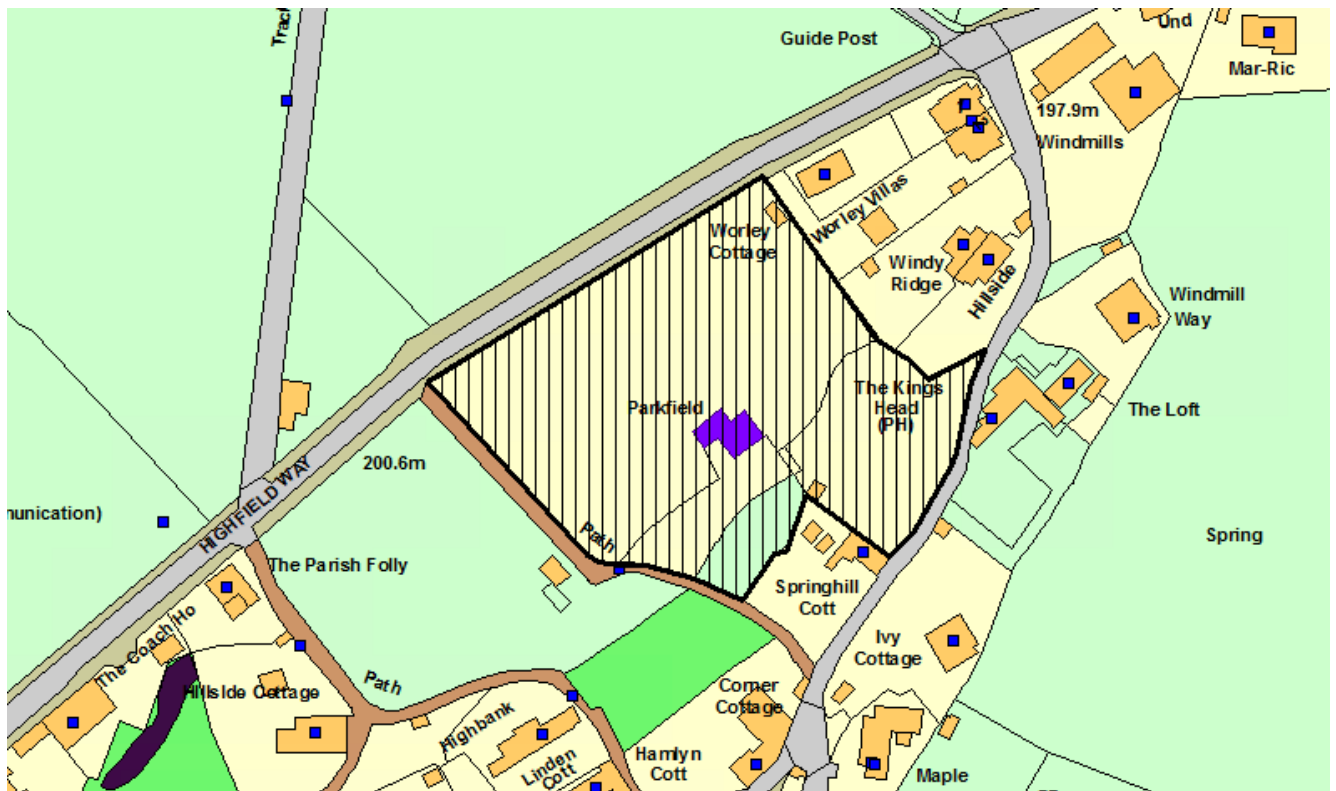 Track
Guide Post
Und
Mar-Ric
197.9m
Windmills
Worley Villas
Worley
Cottage
Windy
Ridge
Hillside
Windmill
Way
The Kings
Head
(PH)
Parkfield
The Loft
200.6m
HIGHFIELD WAY
nunication)
Path
Spring
The Parish Folly
Springhill
Cott
The Coach Ho
Ivy
Cottage
Hillside Cottage
Path
Corner
Cottage
Highbank
Linden
Cott
Hamlyn
Cott
Maple